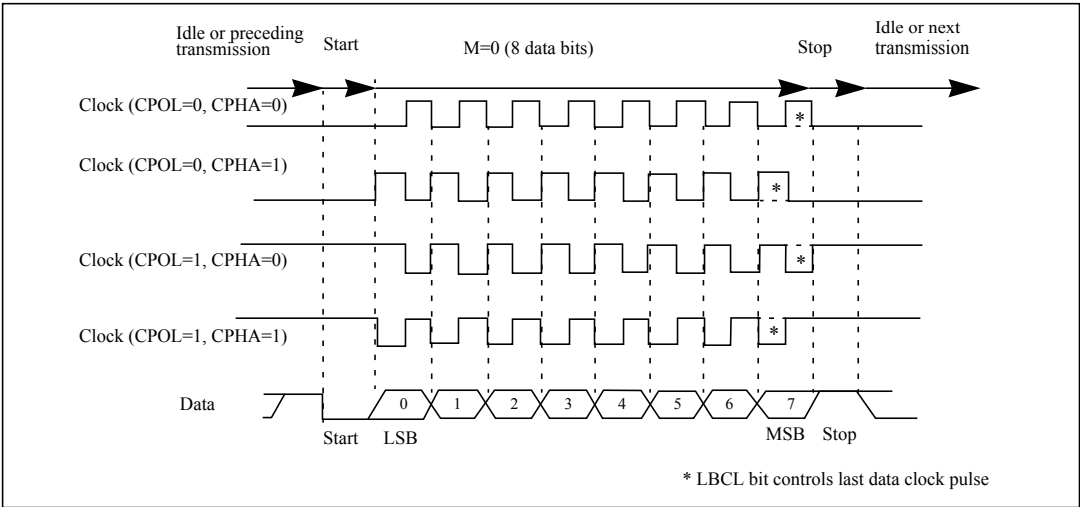 Idle or preceding
transmission
Start
M=0 (8 data bits)
Stop
Idle or next
transmission
Clock (CPOL=0, CPHA=0)
*
Clock (CPOL=0, CPHA=1)
*
Clock (CPOL=1, CPHA=0)
*
Clock (CPOL=1, CPHA=1)
*
Data
0 1 2 3 4 5 6 7
Start LSB MSB Stop
* LBCL bit controls last data clock pulse